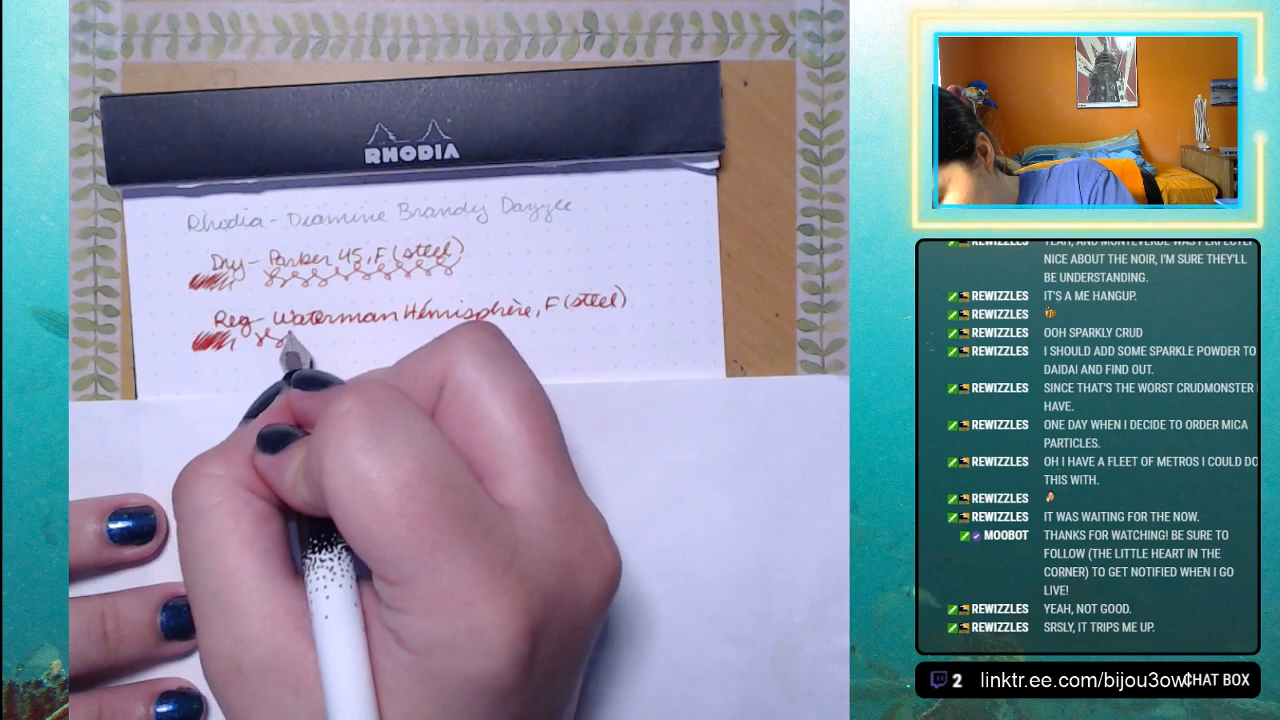 RHODIA
Rhodia - Diamine Brandy Dazzle
Dry - Parker 45, F (steel)
Reg - Waterman Hémisphère, F (steel)
REWIZZLES YEAH, AND MONTEVERDE WAS PERFECTLY
NICE ABOUT THE NOIR, I'M SURE THEY'LL
BE UNDERSTANDING.
REWIZZLES IT'S A ME HANGUP.
REWIZZLES
REWIZZLES OOH SPARKLY CRUD
REWIZZLES I SHOULD ADD SOME SPARKLE POWDER TO
DAIDAI AND FIND OUT.
REWIZZLES SINCE THAT'S THE WORST CRUDMONSTER I
HAVE.
REWIZZLES ONE DAY WHEN I DECIDE TO ORDER MICA
PARTICLES.
REWIZZLES OH I HAVE A FLEET OF METROS I COULD DO
THIS WITH.
REWIZZLES
REWIZZLES IT WAS WAITING FOR THE NOW.
MOOBOT THANKS FOR WATCHING! BE SURE TO
FOLLOW (THE LITTLE HEART IN THE
CORNER) TO GET NOTIFIED WHEN I GO
LIVE!
REWIZZLES YEAH, NOT GOOD.
REWIZZLES SRSLY, IT TRIPS ME UP.
2 linktr.ee.com/bijou3owl CHAT BOX